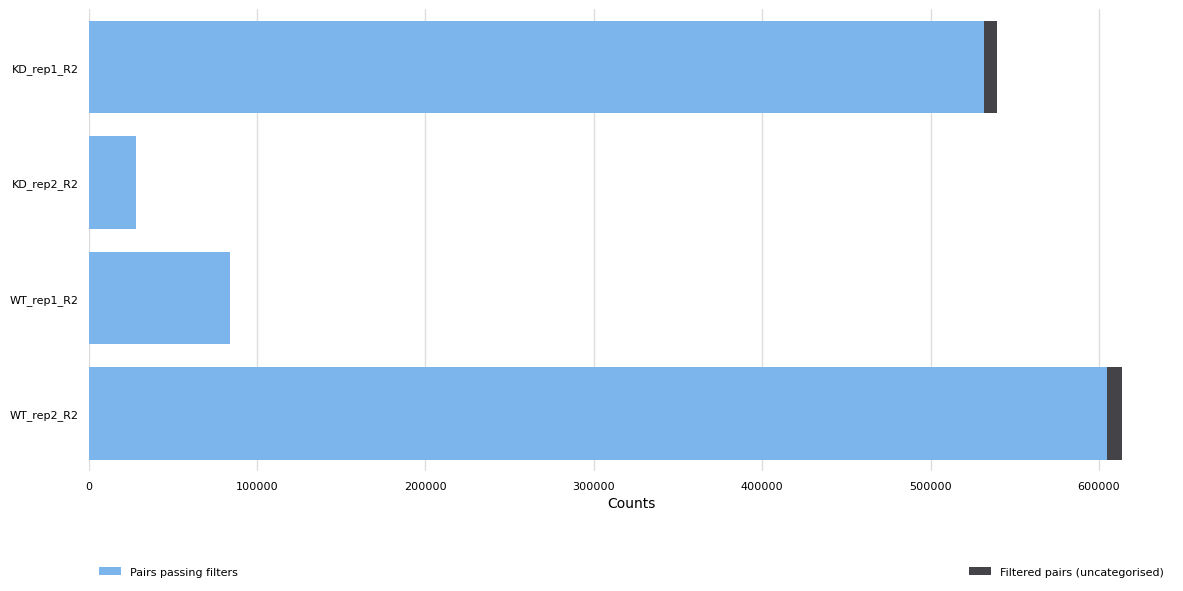 KD_rep1_R2
KD_rep2_R2
WT_rep1_R2
WT_rep2_R2
0 100000 200000 300000 400000 500000 600000
Counts
Pairs passing filters Filtered pairs (uncategorised)